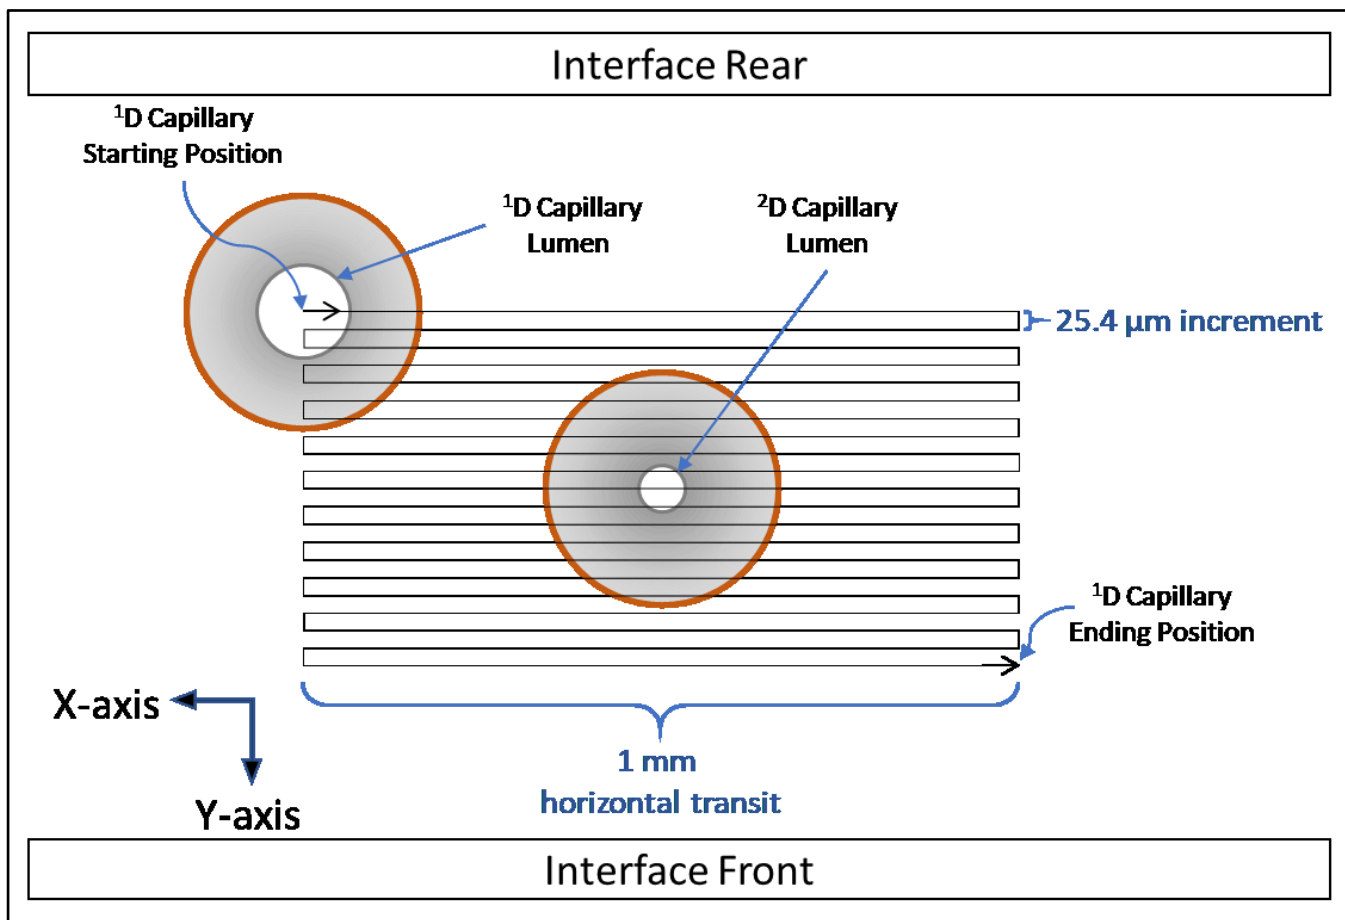 Interface Rear
¹D Capillary
Starting Position
¹D Capillary
Lumen
²D Capillary
Lumen
25.4 µm increment
¹D Capillary
Ending Position
X-axis
Y-axis
1 mm
horizontal transit
Interface Front